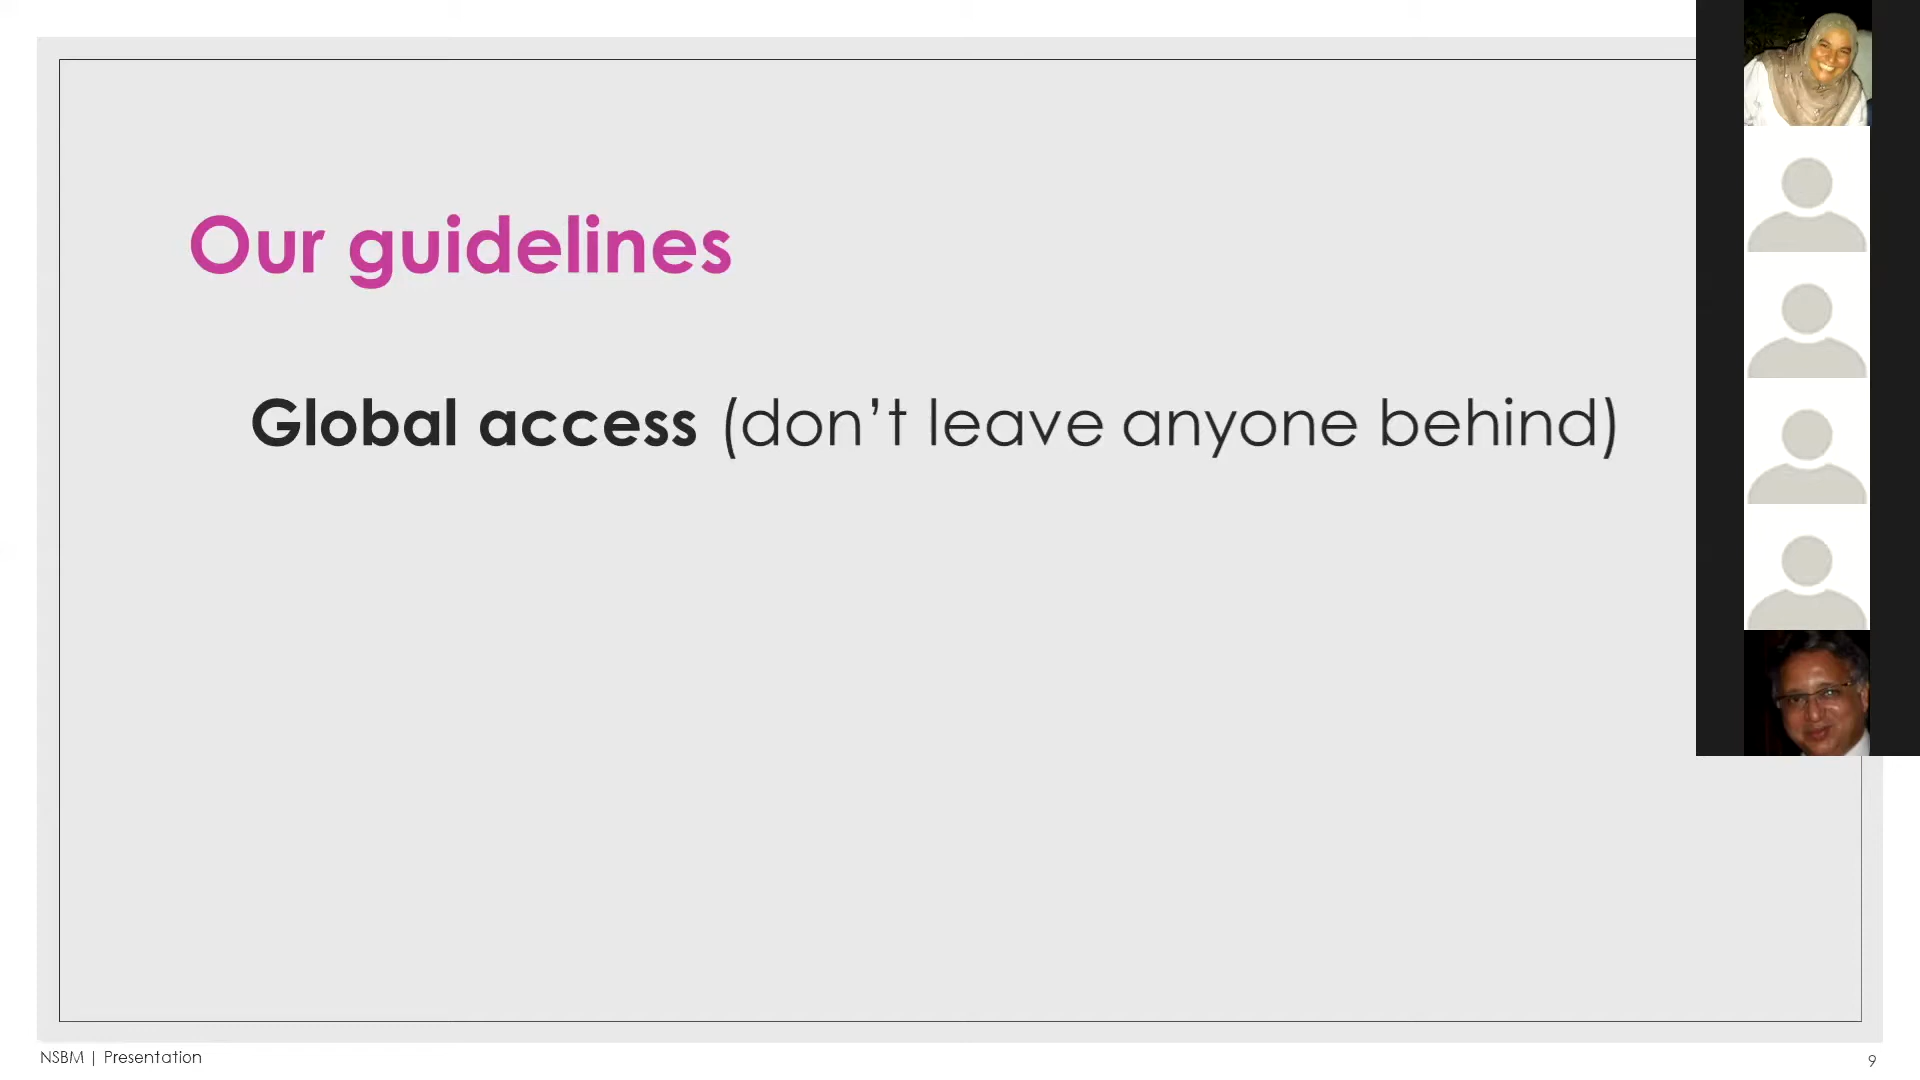 Our guidelines
Global access (don’t leave anyone behind)
NSBM | Presentation
9